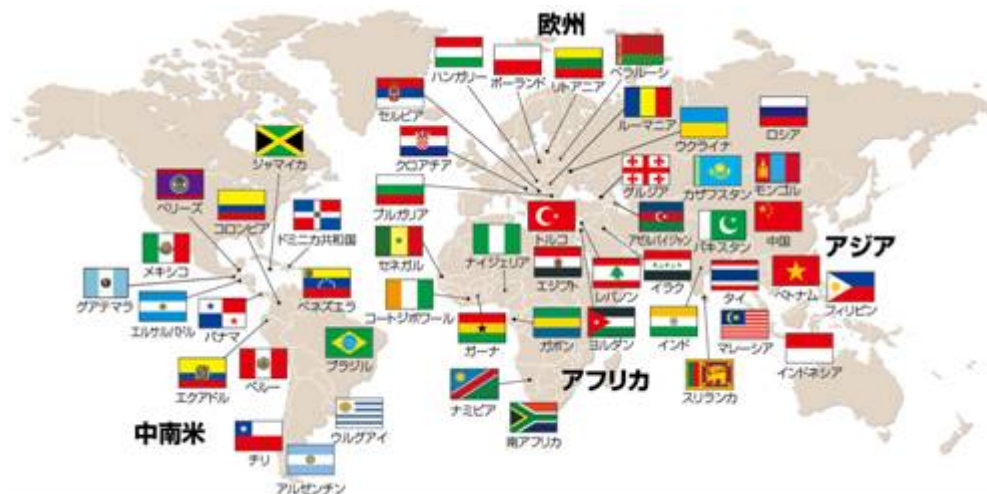 欧州
ハンガリー
ポーランド
リトアニア
ベラルーシ
セルビア
ルーマニア
ウクライナ
ロシア
ジャマイカ
クロアチア
グルジア
カザフスタン
モンゴル
ベリーズ
コロンビア
ドミニカ共和国
ブルガリア
トルコ
アゼルバイジャン
パキスタン
中国
アジア
メキシコ
セネガル
ナイジェリア
エジプト
レバノン
イラク
タイ
ベトナム
フィリピン
グアテマラ
エルサルバドル
パナマ
ベネズエラ
コートジボワール
ガーナ
ガボン
ヨルダン
インド
マレーシア
インドネシア
エクアドル
ペルー
ブラジル
アフリカ
スリランカ
ナミビア
南アフリカ
中南米
ウルグアイ
チリ
アルゼンチン